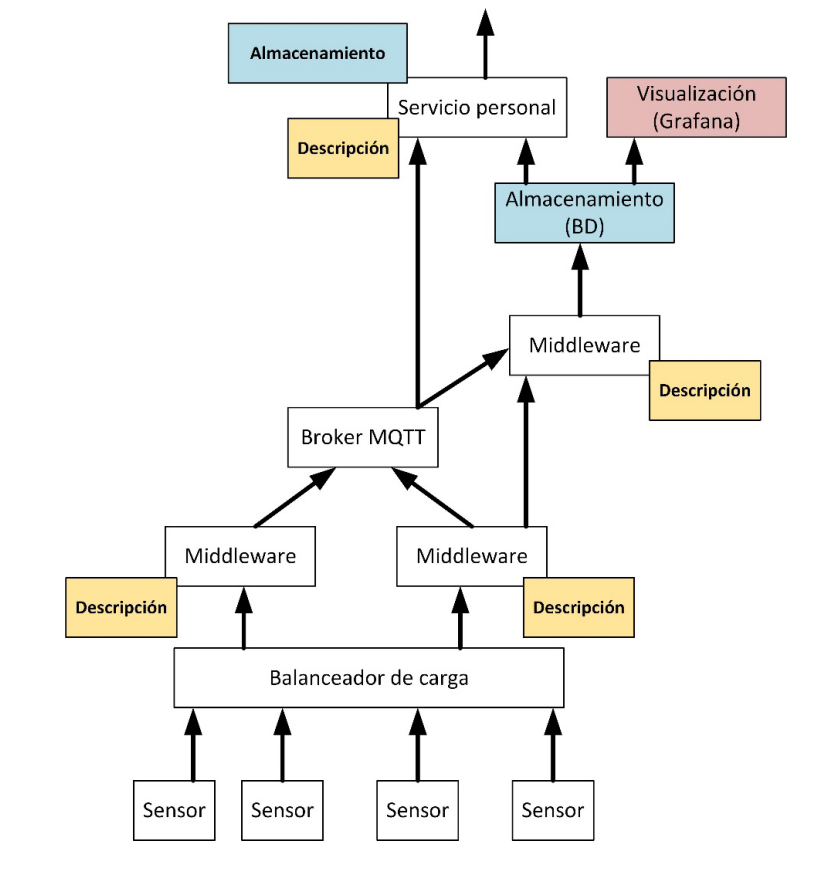 Almacenamiento
Servicio personal
Visualización
(Grafana)
Descripción
Almacenamiento
(BD)
Middleware
Descripción
Broker MQTT
Middleware
Middleware
Descripción
Descripción
Balanceador de carga
Sensor
Sensor
Sensor
Sensor